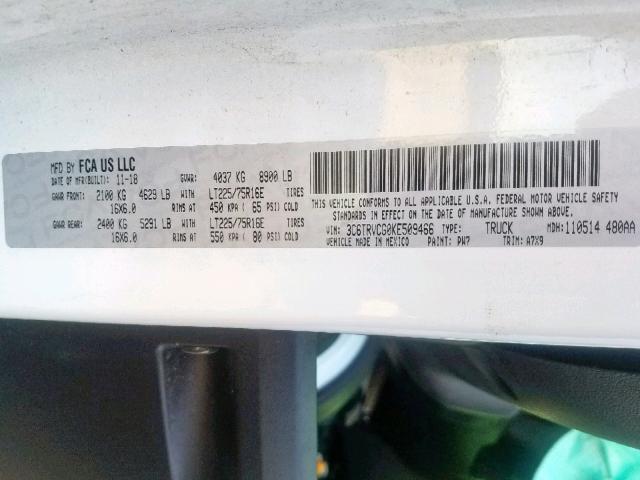 MFD BY FCA US LLC
DATE OF MFR(BUILT): 11-18 GVWR: 4037 KG 8900 LB
GAWR FRONT: 2100 KG 4629 LB WITH LT225/75R16E TIRES
16X6.0 RIMS AT 450 KPA( 65 PSI) COLD
GAWR REAR: 2400 KG 5291 LB WITH LT225/75R16E TIRES
16X6.0 RIMS AT 550 KPA( 80 PSI) COLD
THIS VEHICLE CONFORMS TO ALL APPLICABLE U.S.A. FEDERAL MOTOR VEHICLE SAFETY
STANDARDS IN EFFECT ON THE DATE OF MANUFACTURE SHOWN ABOVE.
VIN: 3C6TRVCG0KE509466 TYPE: TRUCK MDH: 110514 480AA
VEHICLE MADE IN MEXICO PAINT: PW7 TRIM: A7X9